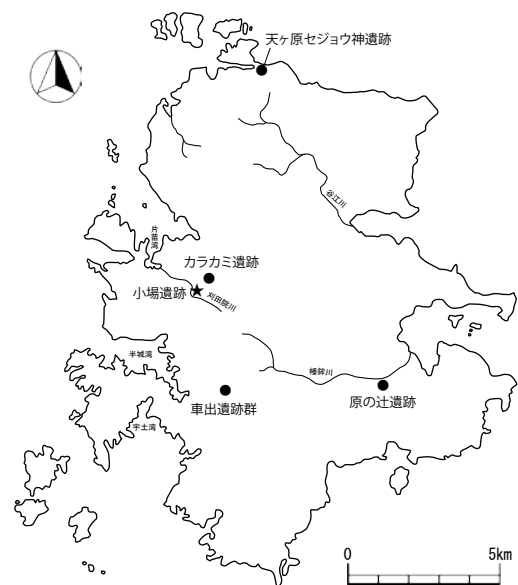 天ヶ原セジョウ神遺跡
谷江川
片苗湾
カラカミ遺跡
小場遺跡
刈田院川
半城湾
幡鉾川
車出遺跡群
原の辻遺跡
宇土湾
0
5km